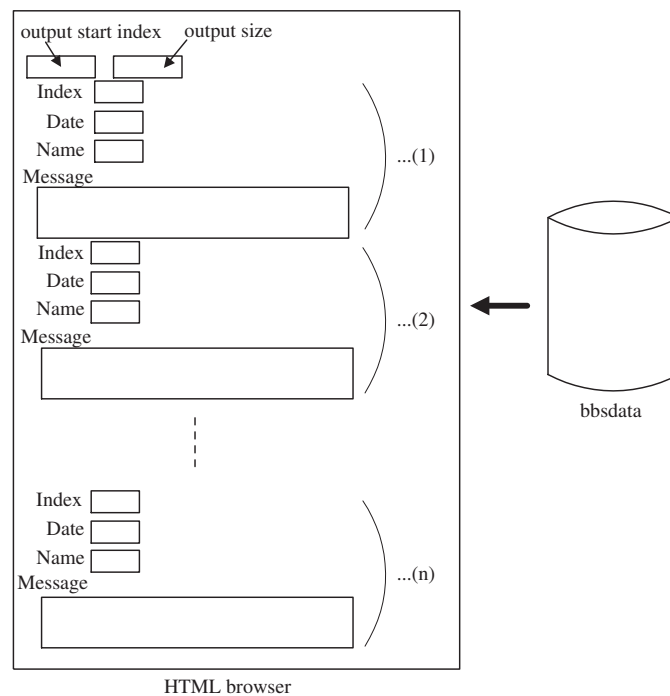 output start index output size
Index
Date
Name
Message
...(1)
Index
Date
Name
Message
...(2)
Index
Date
Name
Message
...(n)
bbsdata
HTML browser